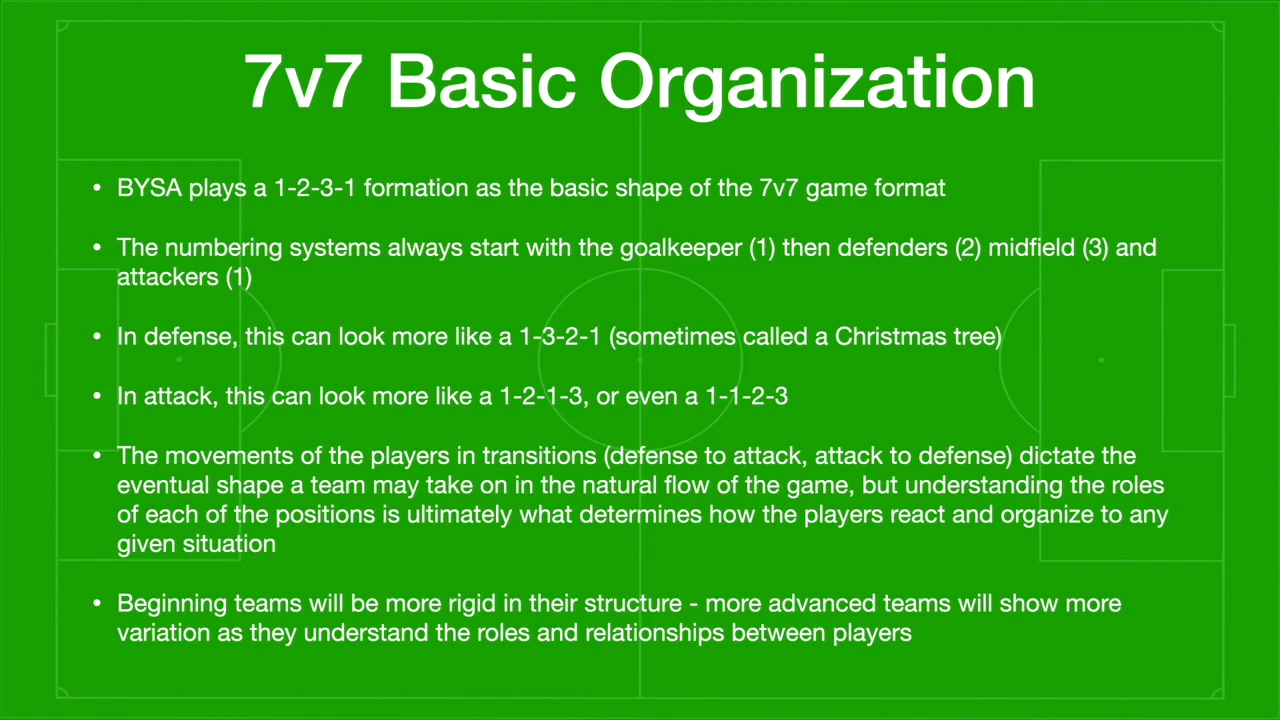 7v7 Basic Organization
• BYSA plays a 1-2-3-1 formation as the basic shape of the 7v7 game format
• The numbering systems always start with the goalkeeper (1) then defenders (2) midfield (3) and
attackers (1)
• In defense, this can look more like a 1-3-2-1 (sometimes called a Christmas tree)
• In attack, this can look more like a 1-2-1-3, or even a 1-1-2-3
• The movements of the players in transitions (defense to attack, attack to defense) dictate the
eventual shape a team may take on in the natural flow of the game, but understanding the roles
of each of the positions is ultimately what determines how the players react and organize to any
given situation
• Beginning teams will be more rigid in their structure - more advanced teams will show more
variation as they understand the roles and relationships between players